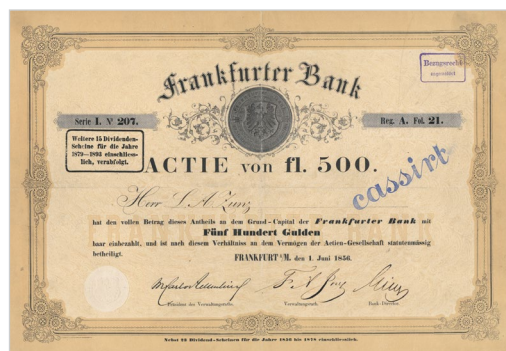 Frankfurter Bank
Bezugsrecht
Serie I. № 207.
Reg. A. Fol. 21.
Weitere 15 Dividenden-
Scheine für die Jahre
1879—1893 einschliess-
lich, verabfolgt.
ACTIE von fl. 500.
cassirt
Herr
hat den vollen Betrag dieses Antheils an dem Grund-Capital der Frankfurter Bank mit
Fünf Hundert Gulden
baar einbezahlt, und ist nach diesem Verhältniss an dem Vermögen der Actien-Gesellschaft statutenmässig
betheiligt.
FRANKFURT a/M. den 1. Juni 1856.
Präsident des Verwaltungsraths.
Verwaltungsrath.
Bank-Director.
Nebst 23 Dividend-Scheinen für die Jahre 1856 bis 1878 einschliesslich.